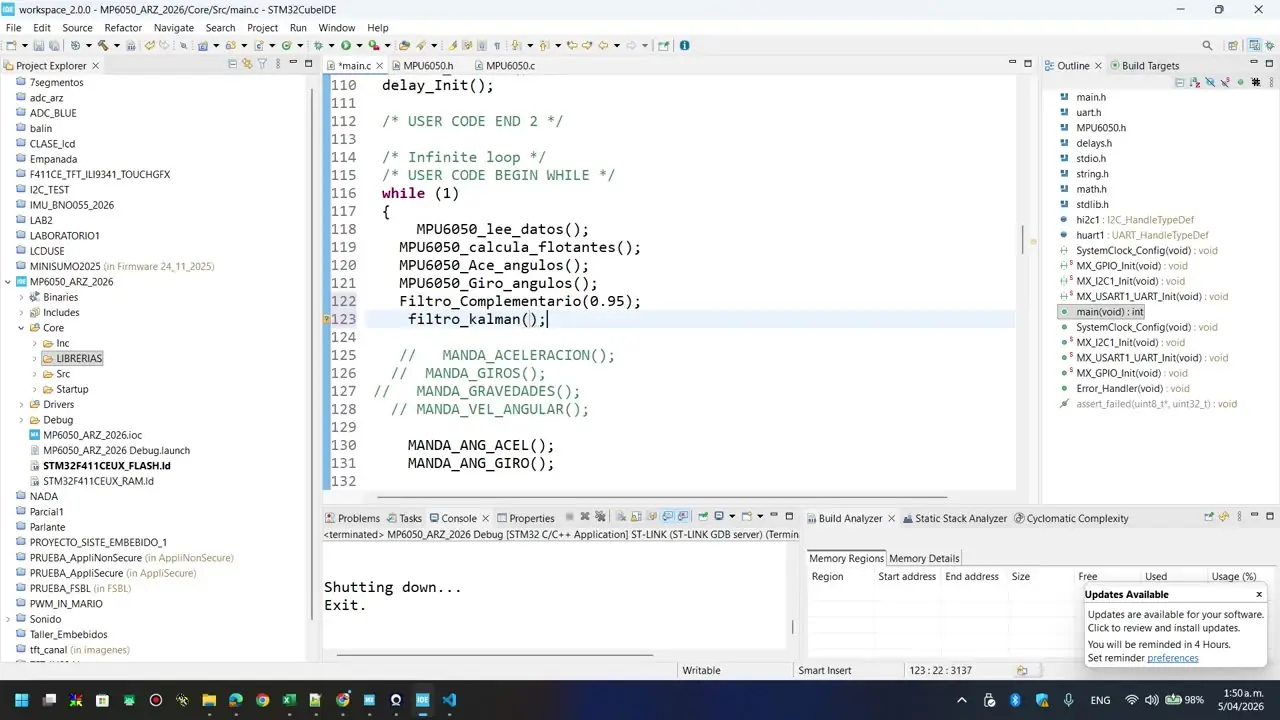 workspace_2.0.0 - MP6050_ARZ_2026/Core/Src/main.c - STM32CubeIDE
File Edit Source Refactor Navigate Search Project Run Window Help
Project Explorer
7segmentos
adc_arz
ADC_BLUE
balin
CLASE_lcd
Empanada
F411CE_TFT_ILI9341_TOUCHGFX
I2C_TEST
IMU_BNO055_2026
LAB2
LABORATORIO1
LCDUSE
MINISUMO2025 (in Firmware 24_11_2025)
MP6050_ARZ_2026
Binaries
Includes
Core
Inc
LIBRERIAS
Src
Startup
Drivers
Debug
MP6050_ARZ_2026.ioc
MP6050_ARZ_2026 Debug.launch
STM32F411CEUX_FLASH.ld
STM32F411CEUX_RAM.ld
NADA
Parcial1
Parlante
PROYECTO_SISTE_EMBEBIDO_1
PRUEBA_AppliNonSecure (in AppliNonSecure)
PRUEBA_AppliSecure (in AppliSecure)
PRUEBA_FSBL (in FSBL)
PWM_IN_MARIO
Sonido
Taller_Embebidos
tft_canal (in imagenes)
*main.c MPU6050.h MPU6050.c
110 delay_Init();
111
112 /* USER CODE END 2 */
113
114 /* Infinite loop */
115 /* USER CODE BEGIN WHILE */
116 while (1)
117 {
118 MPU6050_lee_datos();
119 MPU6050_calcula_flotantes();
120 MPU6050_Ace_angulos();
121 MPU6050_Giro_angulos();
122 Filtro_Complementario(0.95);
123 filtro_kalman();
124
125 // MANDA_ACELERACION();
126 // MANDA_GIROS();
127 // MANDA_GRAVEDADES();
128 // MANDA_VEL_ANGULAR();
129
130 MANDA_ANG_ACEL();
131 MANDA_ANG_GIRO();
132
Outline Build Targets
main.h
uart.h
MPU6050.h
delays.h
stdio.h
string.h
math.h
stdlib.h
hi2c1 : I2C_HandleTypeDef
huart1 : UART_HandleTypeDef
SystemClock_Config(void) : void
MX_GPIO_Init(void) : void
MX_I2C1_Init(void) : void
MX_USART1_UART_Init(void) : void
main(void) : int
SystemClock_Config(void) : void
MX_I2C1_Init(void) : void
MX_USART1_UART_Init(void) : void
MX_GPIO_Init(void) : void
Error_Handler(void) : void
assert_failed(uint8_t*, uint32_t) : void
Problems Tasks Console Properties
<terminated> MP6050_ARZ_2026 Debug [STM32 C/C++ Application] ST-LINK (ST-LINK GDB server) (Termin
Shutting down...
Exit.
Build Analyzer Static Stack Analyzer Cyclomatic Complexity
Memory Regions Memory Details
Region Start address End address Size Free Used Usage (%)
Updates Available
Updates are available for your software.
Click to review and install updates.
You will be reminded in 4 Hours.
Set reminder preferences
Writable Smart Insert 123 : 22 : 3137
ENG 98% 1:50 a.m.
5/04/2026